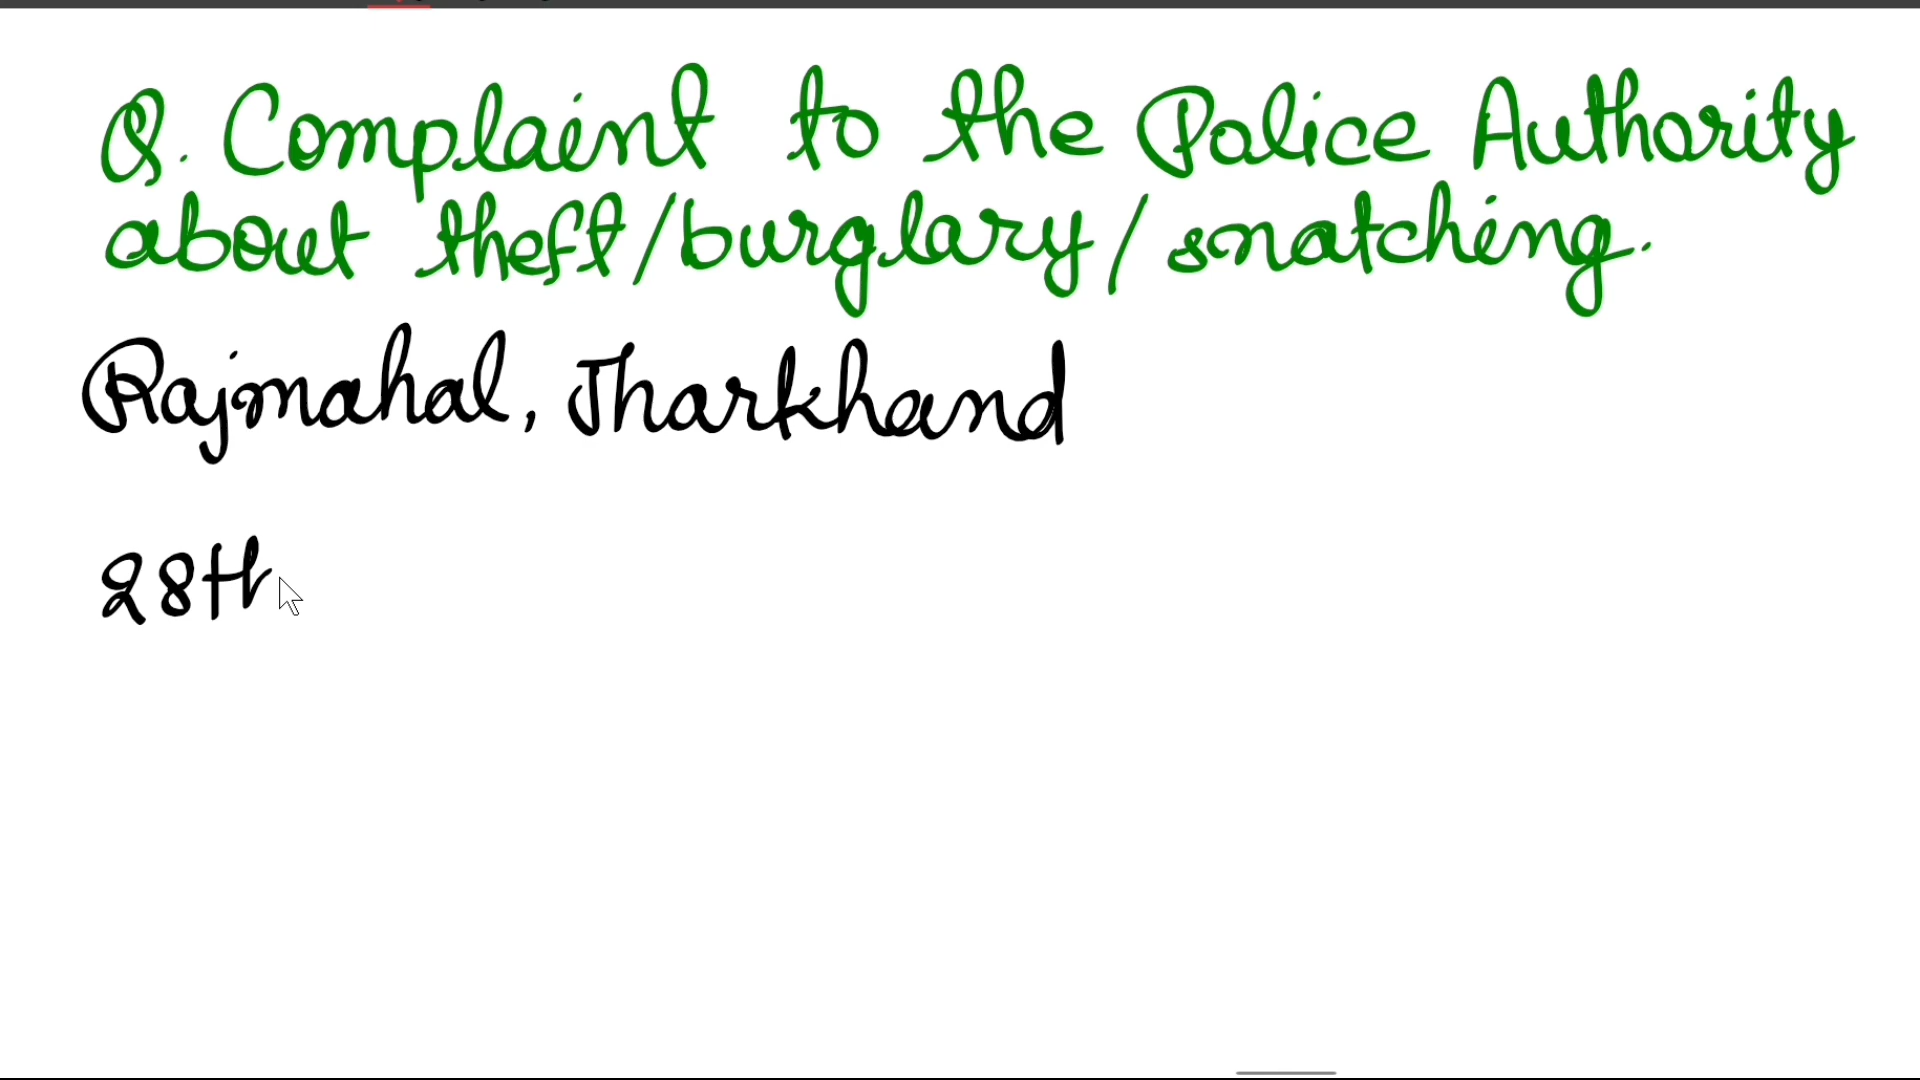 Q. Complaint to the Police Authority
about theft/burglary/snatching.
Rajmahal, Jharkhand
28th